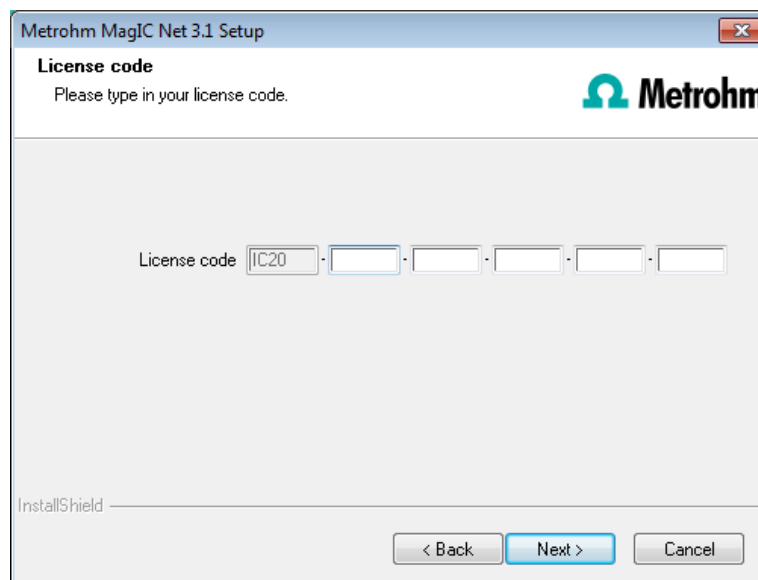 Metrohm MagIC Net 3.1 Setup
License code
Please type in your license code.
Metrohm
License code IC20 - - - - -
InstallShield
< Back Next > Cancel